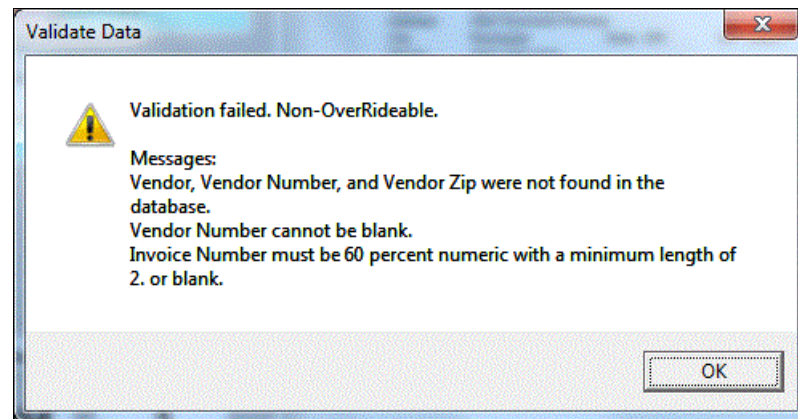 Validate Data
Validation failed. Non-OverRideable.
Messages:
Vendor, Vendor Number, and Vendor Zip were not found in the
database.
Vendor Number cannot be blank.
Invoice Number must be 60 percent numeric with a minimum length of
2. or blank.
OK